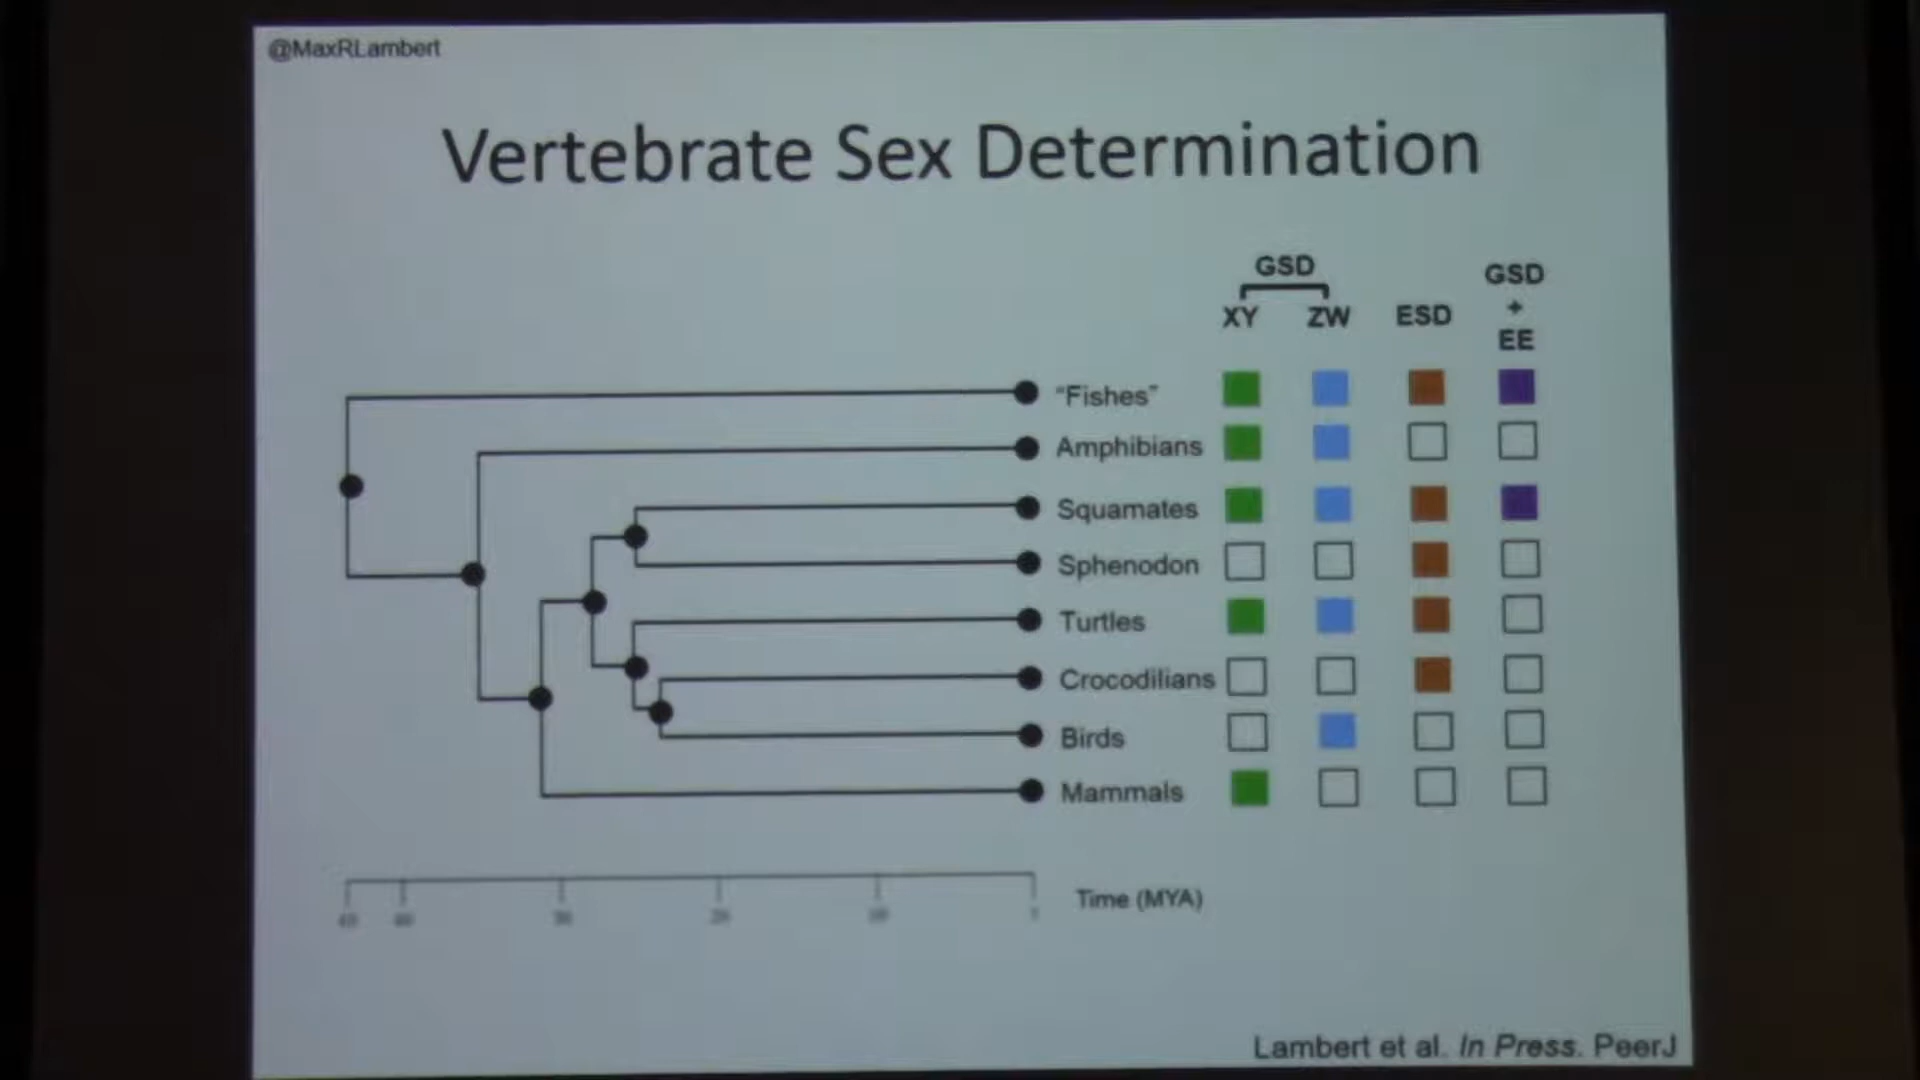 @MaxRLambert
Vertebrate Sex Determination
GSD
XY ZW
ESD
GSD
+
EE
"Fishes"
Amphibians
Squamates
Sphenodon
Turtles
Crocodilians
Birds
Mammals
Time (MYA)
Lambert et al. In Press. PeerJ